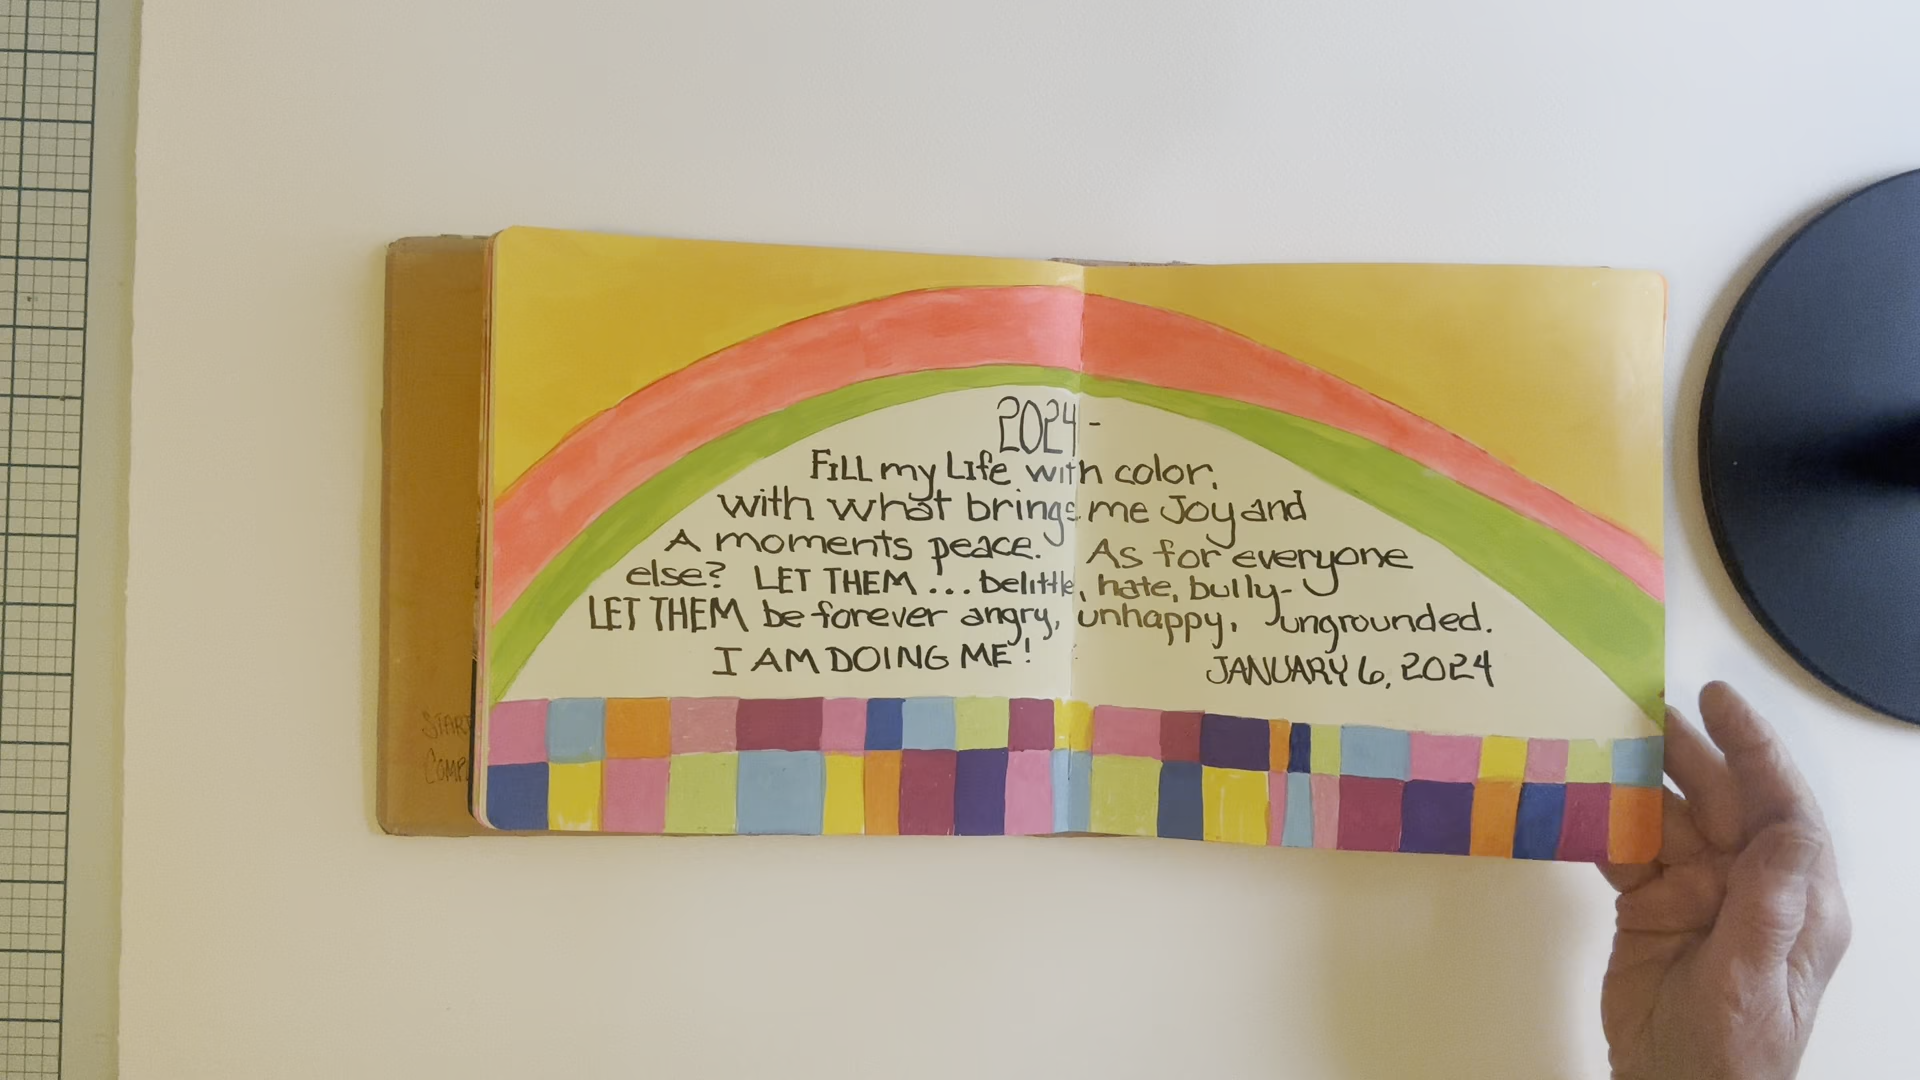 2024-
FILL my Life with color,
with what brings me Joy and
A moments peace. As for everyone
else? LET THEM... belittle, hate, bully-
LET THEM be forever angry, unhappy, ungrounded.
I AM DOING ME!
JANUARY 6, 2024